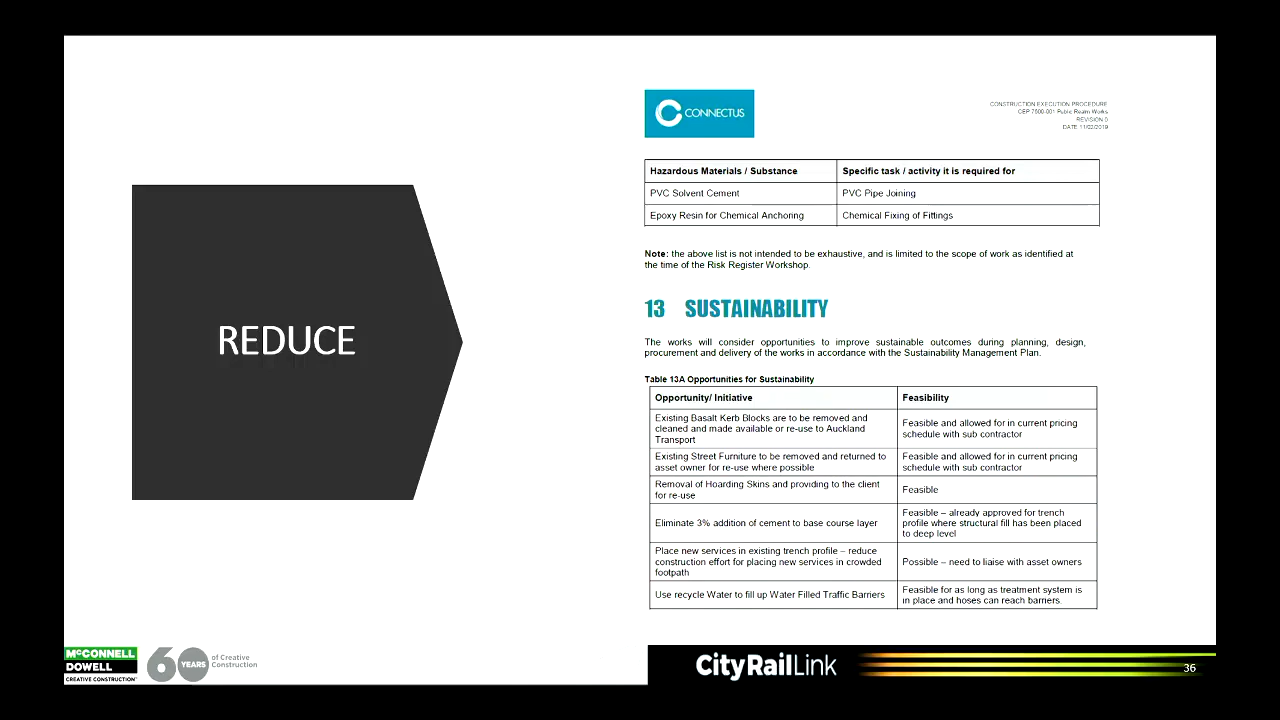 REDUCE
CONNECTUS
CONSTRUCTION EXECUTION PROCEDURE
CEP 7500-001 Public Realm Works
REVISION 0
DATE 11/02/2019
Hazardous Materials / Substance Specific task / activity it is required for
PVC Solvent Cement PVC Pipe Joining
Epoxy Resin for Chemical Anchoring Chemical Fixing of Fittings
Note: the above list is not intended to be exhaustive, and is limited to the scope of work as identified at
the time of the Risk Register Workshop.
13 SUSTAINABILITY
The works will consider opportunities to improve sustainable outcomes during planning, design,
procurement and delivery of the works in accordance with the Sustainability Management Plan.
Table 13A Opportunities for Sustainability
Opportunity/ Initiative Feasibility
Existing Basalt Kerb Blocks are to be removed and
cleaned and made available or re-use to Auckland
Transport
Feasible and allowed for in current pricing
schedule with sub contractor
Existing Street Furniture to be removed and returned to
asset owner for re-use where possible
Feasible and allowed for in current pricing
schedule with sub contractor
Removal of Hoarding Skins and providing to the client
for re-use
Feasible
Eliminate 3% addition of cement to base course layer
Feasible – already approved for trench
profile where structural fill has been placed
to deep level
Place new services in existing trench profile – reduce
construction effort for placing new services in crowded
footpath
Possible – need to liaise with asset owners
Use recycle Water to fill up Water Filled Traffic Barriers
Feasible for as long as treatment system is
in place and hoses can reach barriers.
McCONNELL
DOWELL
CREATIVE CONSTRUCTION
60 YEARS
of Creative
Construction
CityRailLink
36